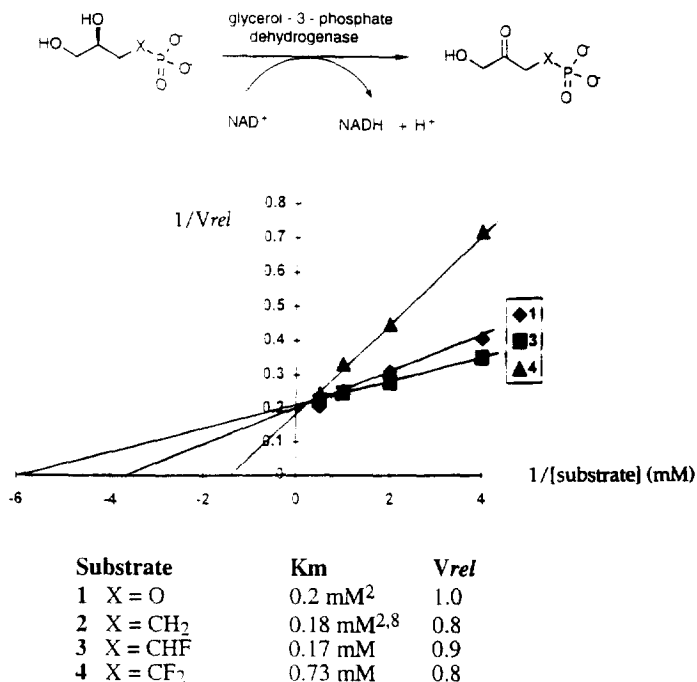 glycerol - 3 - phosphate
dehydrogenase
HO
HO
X
P
O⁻
O⁻
O
NAD⁺
NADH + H⁺
HO
O
X
P
O⁻
O⁻
O
1/Vrel
0.8
0.7
0.6
0.5
0.4
0.3
0.2
0.1
0
-6
-4
-2
0
2
4
1/[substrate] (mM)
1
3
4
Substrate Km Vrel
1 X = O 0.2 mM² 1.0
2 X = CH₂ 0.18 mM²,⁸ 0.8
3 X = CHF 0.17 mM 0.9
4 X = CF₂ 0.73 mM 0.8